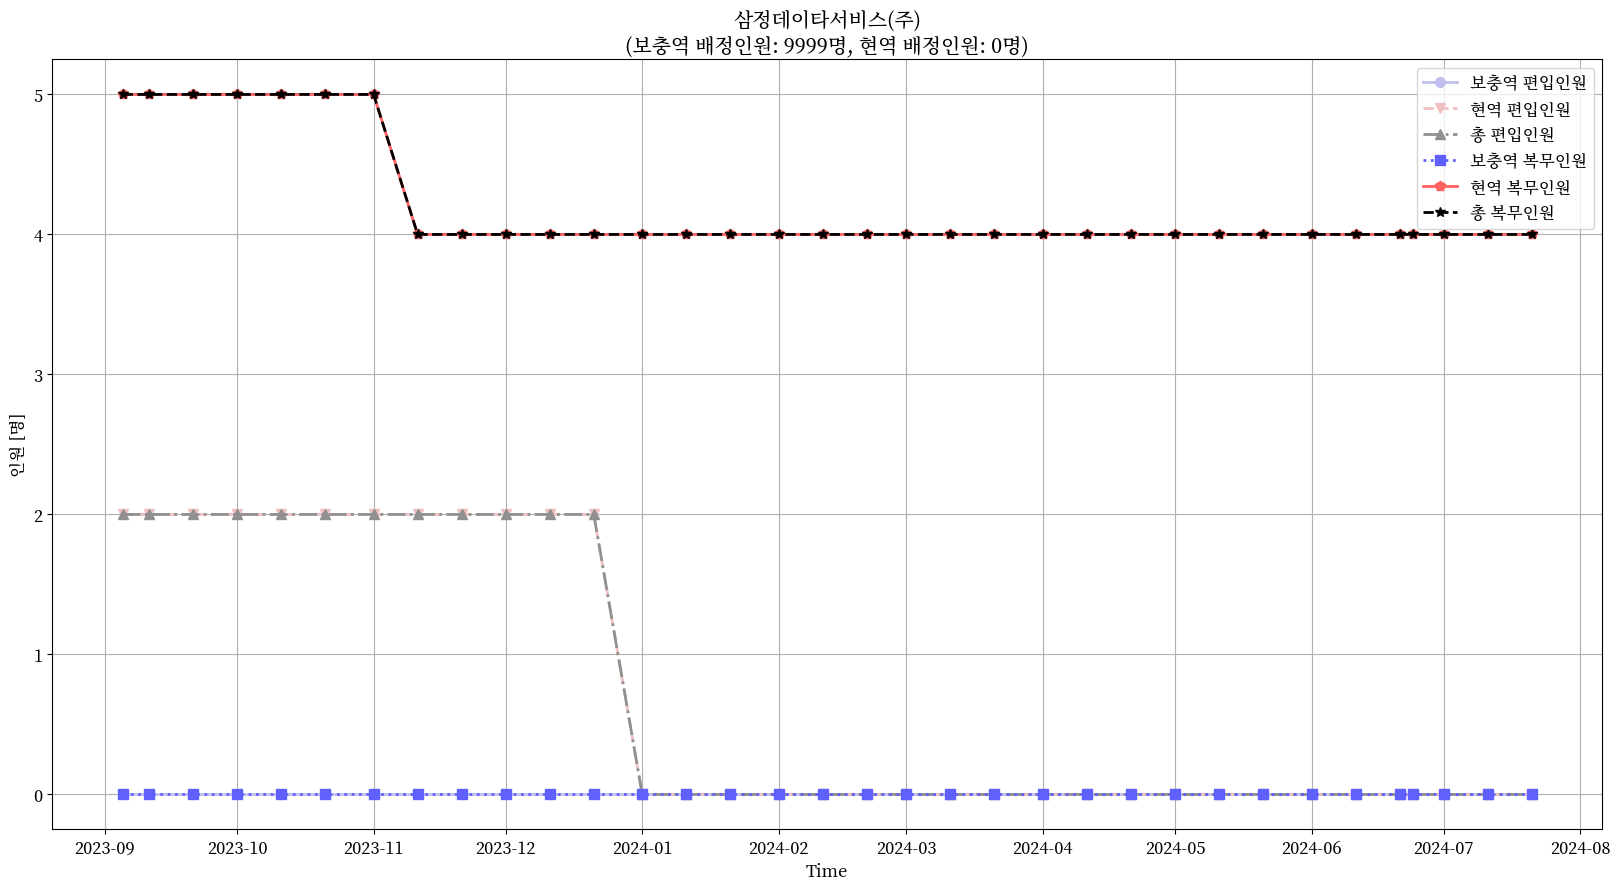 삼정데이타서비스(주)
(보충역 배정인원: 9999명, 현역 배정인원: 0명)
보충역 편입인원
현역 편입인원
총 편입인원
보충역 복무인원
현역 복무인원
총 복무인원
인원 [명]
5
4
3
2
1
0
2023-09 2023-10 2023-11 2023-12 2024-01 2024-02 2024-03 2024-04 2024-05 2024-06 2024-07 2024-08
Time